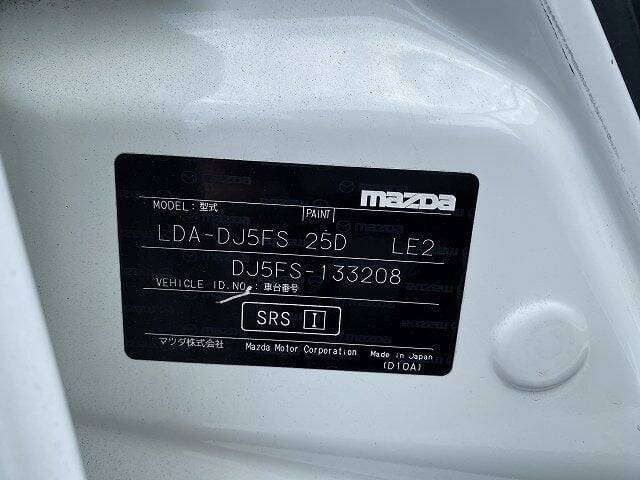 mazda
MODEL: 型式 PAINT
LDA-DJ5FS 25D LE2
DJ5FS-133208
VEHICLE ID.NO.: 車台番号
SRS I
マツダ株式会社 Mazda Motor Corporation Made in Japan
(D10A)